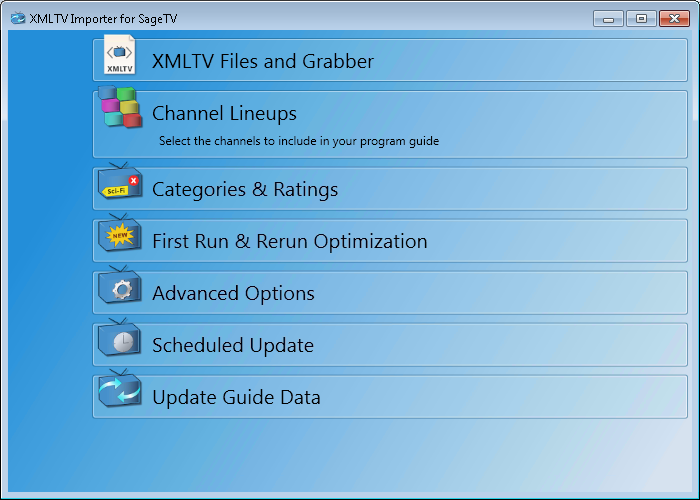 XMLTV Importer for SageTV
XMLTV
XMLTV Files and Grabber
Channel Lineups
Select the channels to include in your program guide
Sci-Fi
Categories & Ratings
NEW
First Run & Rerun Optimization
Advanced Options
Scheduled Update
Update Guide Data